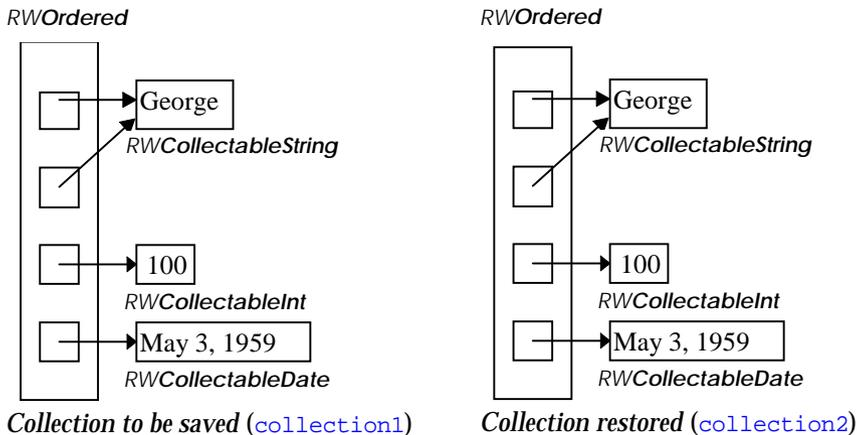 RWOrdered
George
RWCollectableString
100
RWCollectableInt
May 3, 1959
RWCollectableDate
Collection to be saved (collection1)
RWOrdered
George
RWCollectableString
100
RWCollectableInt
May 3, 1959
RWCollectableDate
Collection restored (collection2)